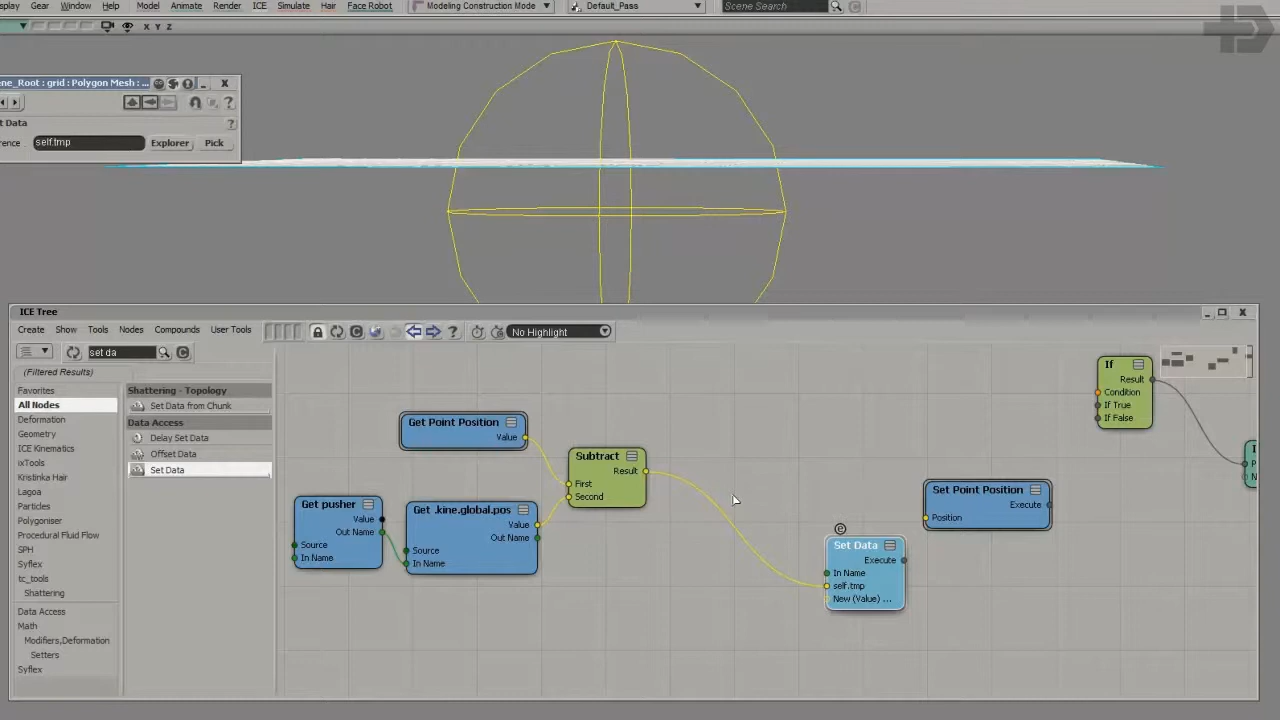 splay Gear Window Help Model Animate Render ICE Simulate Hair Face Robot Modeling Construction Mode Default_Pass Scene Search
X Y Z
ene_Root : grid : Polygon Mesh : ...
t Data
rence self.tmp Explorer Pick
ICE Tree
Create Show Tools Nodes Compounds User Tools No Highlight
set da
(Filtered Results)
Favorites
All Nodes
Deformation
Geometry
ICE Kinematics
ixTools
Kristinka Hair
Lagoa
Particles
Polygoniser
Procedural Fluid Flow
SPH
Syflex
tc_tools
Shattering
Data Access
Math
Modifiers,Deformation
Setters
Syflex
Shattering - Topology
Set Data from Chunk
Data Access
Delay Set Data
Offset Data
Set Data
Get Point Position
Value
Get pusher
Value
Out Name
Source
In Name
Get .kine.global.pos
Value
Out Name
Source
In Name
Subtract
Result
First
Second
Set Data
Execute
In Name
self.tmp
New (Value) ...
Set Point Position
Execute
Position
If
Result
Condition
If True
If False